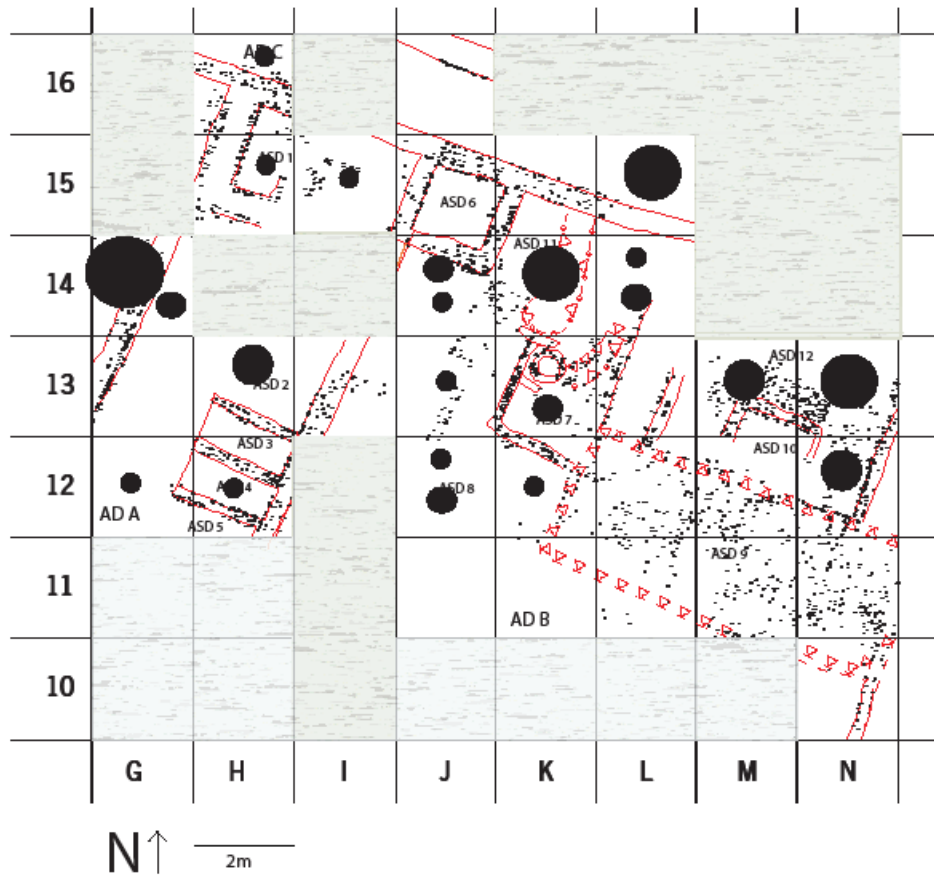 16
AD C
ASD 1
15
ASD 6
ASD 11
14
ASD 12
13
ASD 2
ASD 7
ASD 3
ASD 10
12
ASD 8
AD A
ASD 5
ASD 9
11
AD B
10
G H I J K L M N
N↑
2m